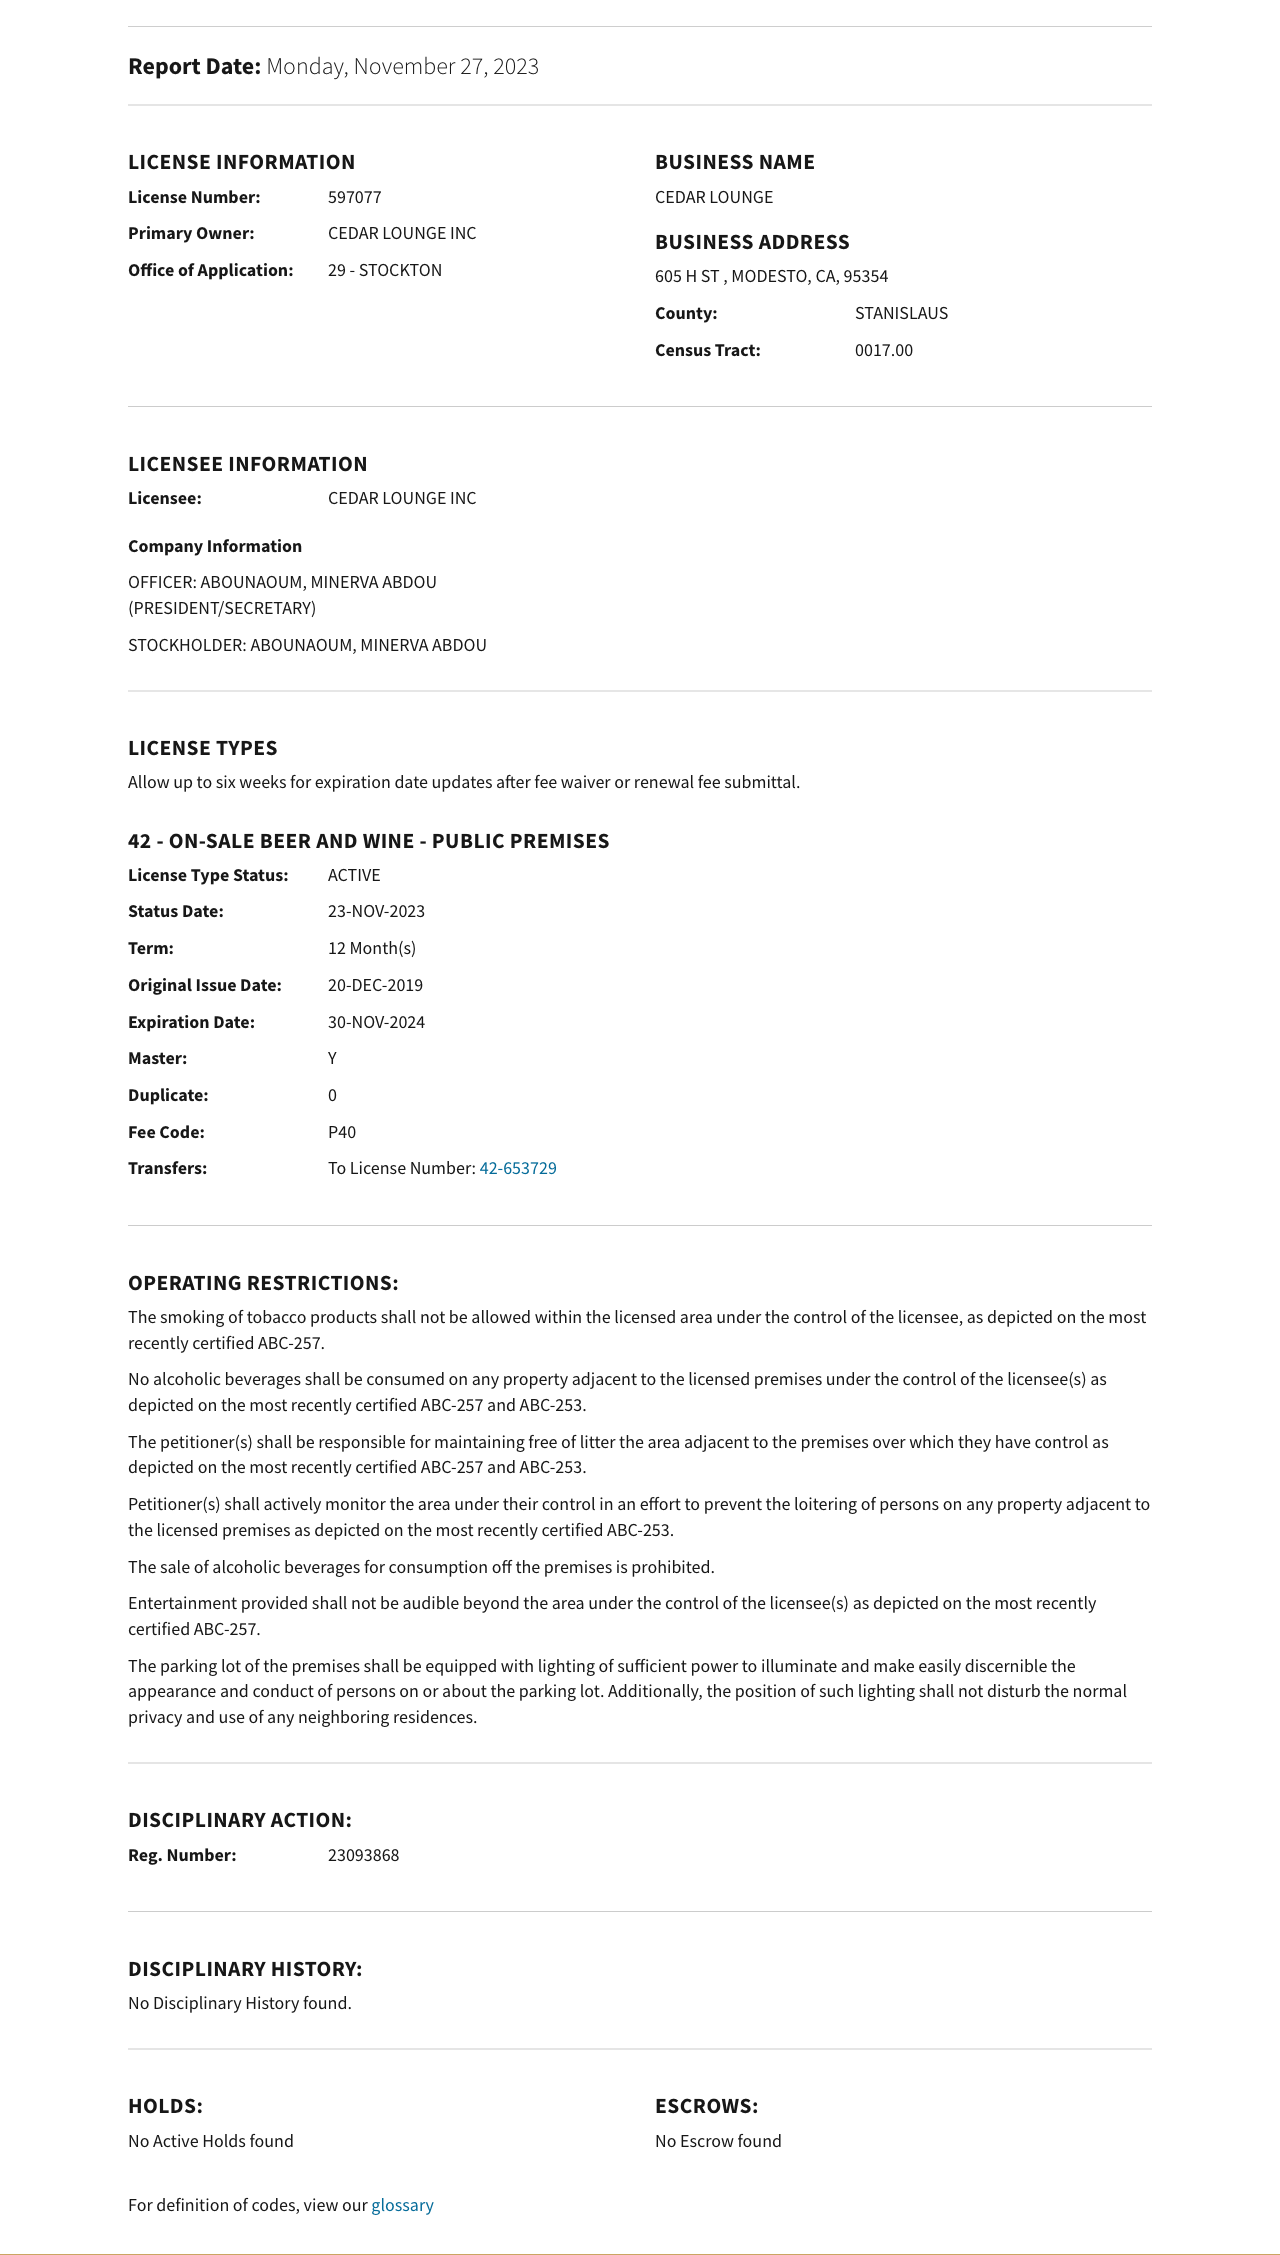 Report Date: Monday, November 27, 2023
LICENSE INFORMATION
License Number: 597077
Primary Owner: CEDAR LOUNGE INC
Office of Application: 29 - STOCKTON
BUSINESS NAME
CEDAR LOUNGE
BUSINESS ADDRESS
605 H ST , MODESTO, CA, 95354
County: STANISLAUS
Census Tract: 0017.00
LICENSEE INFORMATION
Licensee: CEDAR LOUNGE INC
Company Information
OFFICER: ABOUNAOUM, MINERVA ABDOU
(PRESIDENT/SECRETARY)
STOCKHOLDER: ABOUNAOUM, MINERVA ABDOU
LICENSE TYPES
Allow up to six weeks for expiration date updates after fee waiver or renewal fee submittal.
42 - ON-SALE BEER AND WINE - PUBLIC PREMISES
License Type Status: ACTIVE
Status Date: 23-NOV-2023
Term: 12 Month(s)
Original Issue Date: 20-DEC-2019
Expiration Date: 30-NOV-2024
Master: Y
Duplicate: 0
Fee Code: P40
Transfers: To License Number: 42-653729
OPERATING RESTRICTIONS:
The smoking of tobacco products shall not be allowed within the licensed area under the control of the licensee, as depicted on the most
recently certified ABC-257.
No alcoholic beverages shall be consumed on any property adjacent to the licensed premises under the control of the licensee(s) as
depicted on the most recently certified ABC-257 and ABC-253.
The petitioner(s) shall be responsible for maintaining free of litter the area adjacent to the premises over which they have control as
depicted on the most recently certified ABC-257 and ABC-253.
Petitioner(s) shall actively monitor the area under their control in an effort to prevent the loitering of persons on any property adjacent to
the licensed premises as depicted on the most recently certified ABC-253.
The sale of alcoholic beverages for consumption off the premises is prohibited.
Entertainment provided shall not be audible beyond the area under the control of the licensee(s) as depicted on the most recently
certified ABC-257.
The parking lot of the premises shall be equipped with lighting of sufficient power to illuminate and make easily discernible the
appearance and conduct of persons on or about the parking lot. Additionally, the position of such lighting shall not disturb the normal
privacy and use of any neighboring residences.
DISCIPLINARY ACTION:
Reg. Number: 23093868
DISCIPLINARY HISTORY:
No Disciplinary History found.
HOLDS:
No Active Holds found
ESCROWS:
No Escrow found
For definition of codes, view our glossary